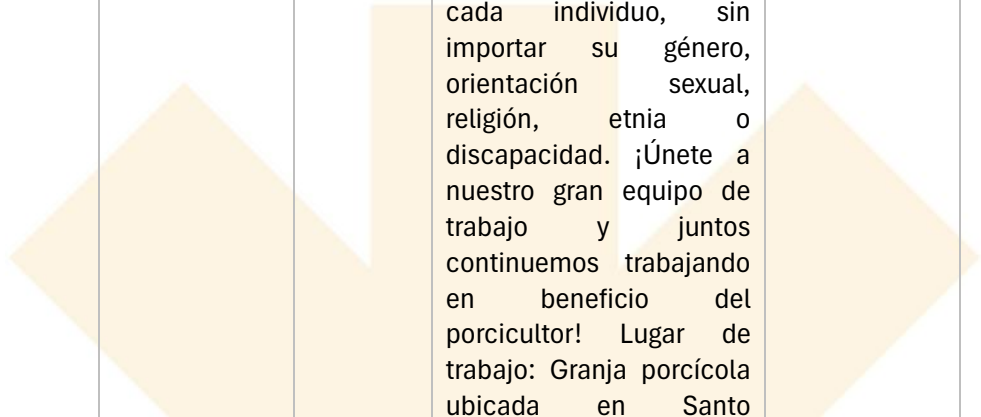 cada individuo, sin
importar su género,
orientación sexual,
religión, etnia o
discapacidad. ¡Únete a
nuestro gran equipo de
trabajo y juntos
continuemos trabajando
en beneficio del
porcicultor! Lugar de
trabajo: Granja porcícola
ubicada en Santo